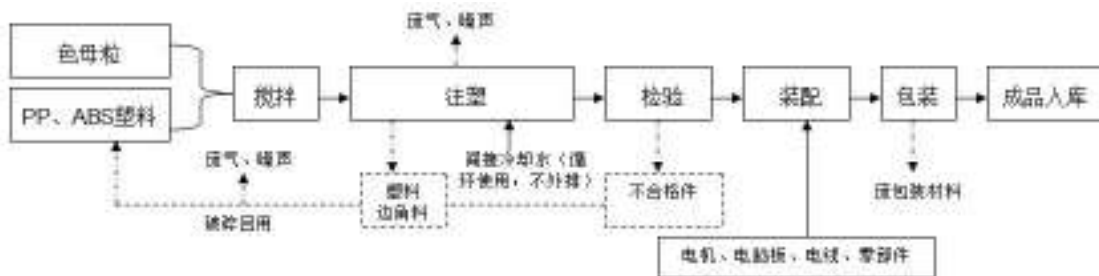 废气、噪声
色母粒
PP、ABS塑料
搅拌
注塑
检验
装配
包装
成品入库
废气、噪声
间接冷却水（循
环使用，不外排）
塑料
边角料
不合格件
废包装材料
破碎回用
电机、电脑板、电线、零部件